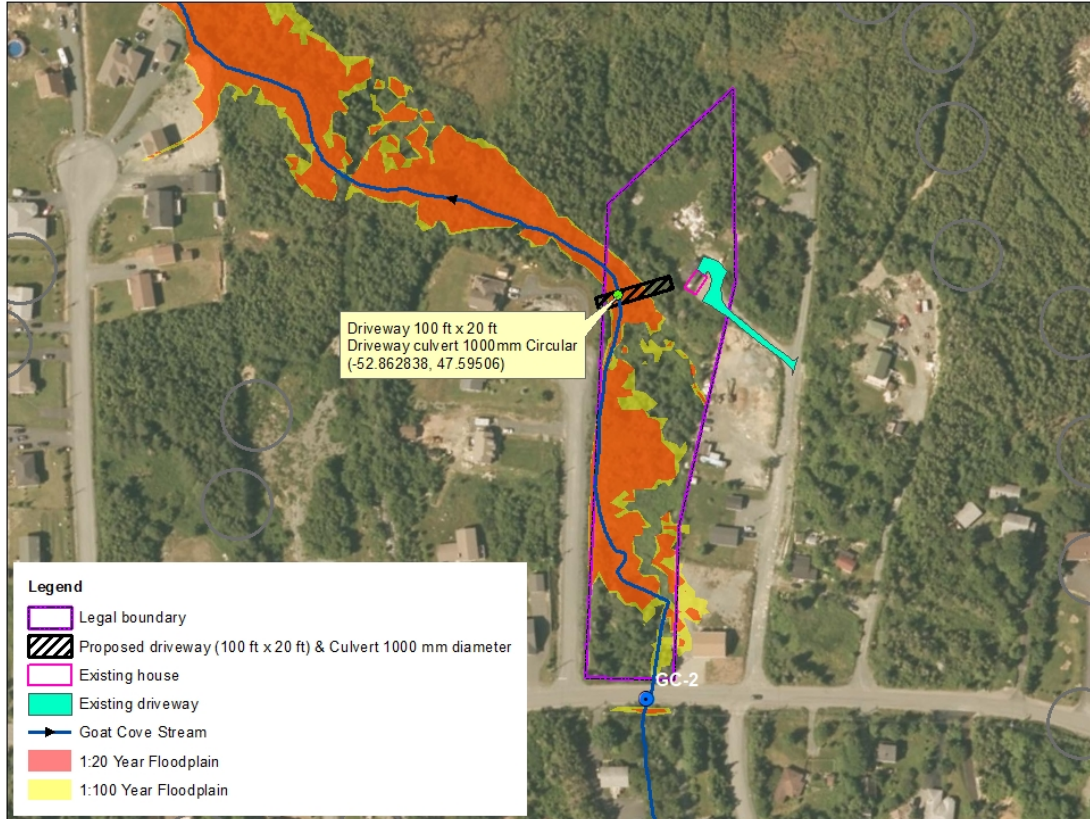 Driveway 100 ft x 20 ft
Driveway culvert 1000mm Circular
(-52.862838, 47.59506)
GC-2
Legend
Legal boundary
Proposed driveway (100 ft x 20 ft) & Culvert 1000 mm diameter
Existing house
Existing driveway
Goat Cove Stream
1:20 Year Floodplain
1:100 Year Floodplain